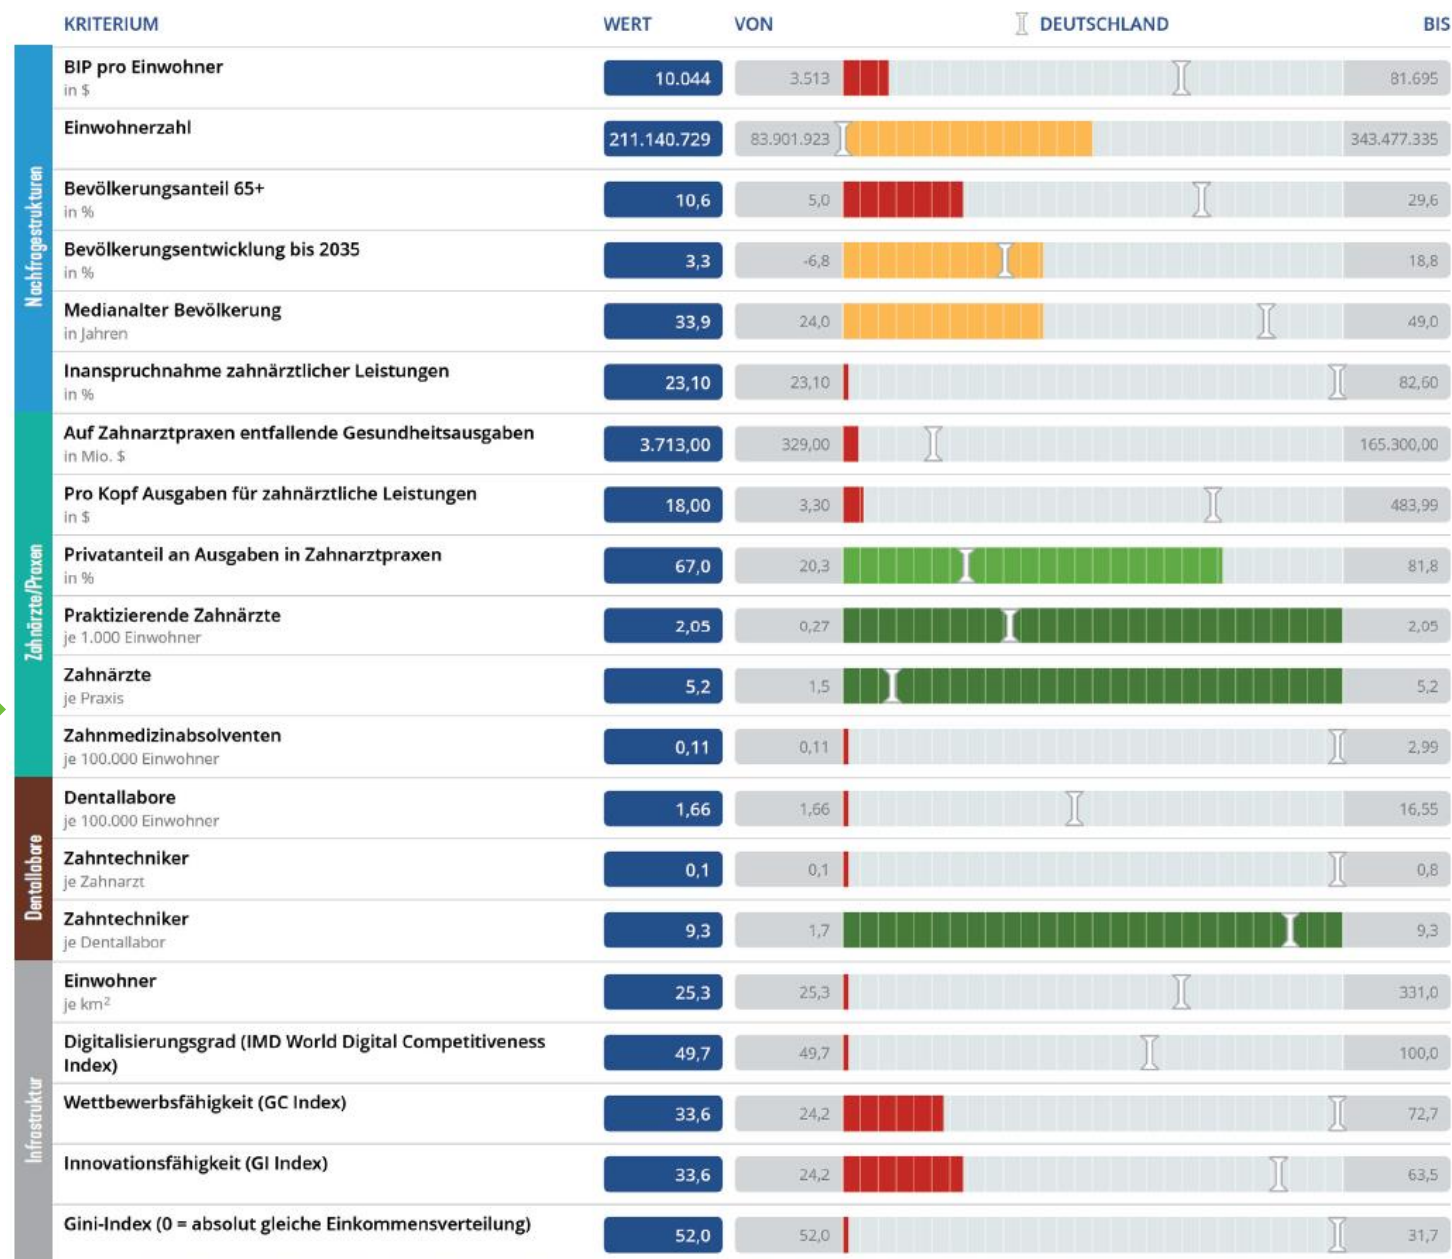 KRITERIUM WERT VON DEUTSCHLAND BIS
Nachfragestrukturen
BIP pro Einwohner
in $
10.044 3.513 81.695
Einwohnerzahl
211.140.729 83.901.923 343.477.335
Bevölkerungsanteil 65+
in %
10,6 5,0 29,6
Bevölkerungsentwicklung bis 2035
in %
3,3 -6,8 18,8
Medianalter Bevölkerung
in Jahren
33,9 24,0 49,0
Inanspruchnahme zahnärztlicher Leistungen
in %
23,10 23,10 82,60
Zahnärzte/Praxen
Auf Zahnarztpraxen entfallende Gesundheitsausgaben
in Mio. $
3.713,00 329,00 165.300,00
Pro Kopf Ausgaben für zahnärztliche Leistungen
in $
18,00 3,30 483,99
Privatanteil an Ausgaben in Zahnarztpraxen
in %
67,0 20,3 81,8
Praktizierende Zahnärzte
je 1.000 Einwohner
2,05 0,27 2,05
Zahnärzte
je Praxis
5,2 1,5 5,2
Zahnmedizinabsolventen
je 100.000 Einwohner
0,11 0,11 2,99
Dentallabore
Dentallabore
je 100.000 Einwohner
1,66 1,66 16,55
Zahntechniker
je Zahnarzt
0,1 0,1 0,8
Zahntechniker
je Dentallabor
9,3 1,7 9,3
Infrastruktur
Einwohner
je km²
25,3 25,3 331,0
Digitalisierungsgrad (IMD World Digital Competitiveness
Index)
49,7 49,7 100,0
Wettbewerbsfähigkeit (GC Index)
33,6 24,2 72,7
Innovationsfähigkeit (GI Index)
33,6 24,2 63,5
Gini-Index (0 = absolut gleiche Einkommensverteilung)
52,0 52,0 31,7